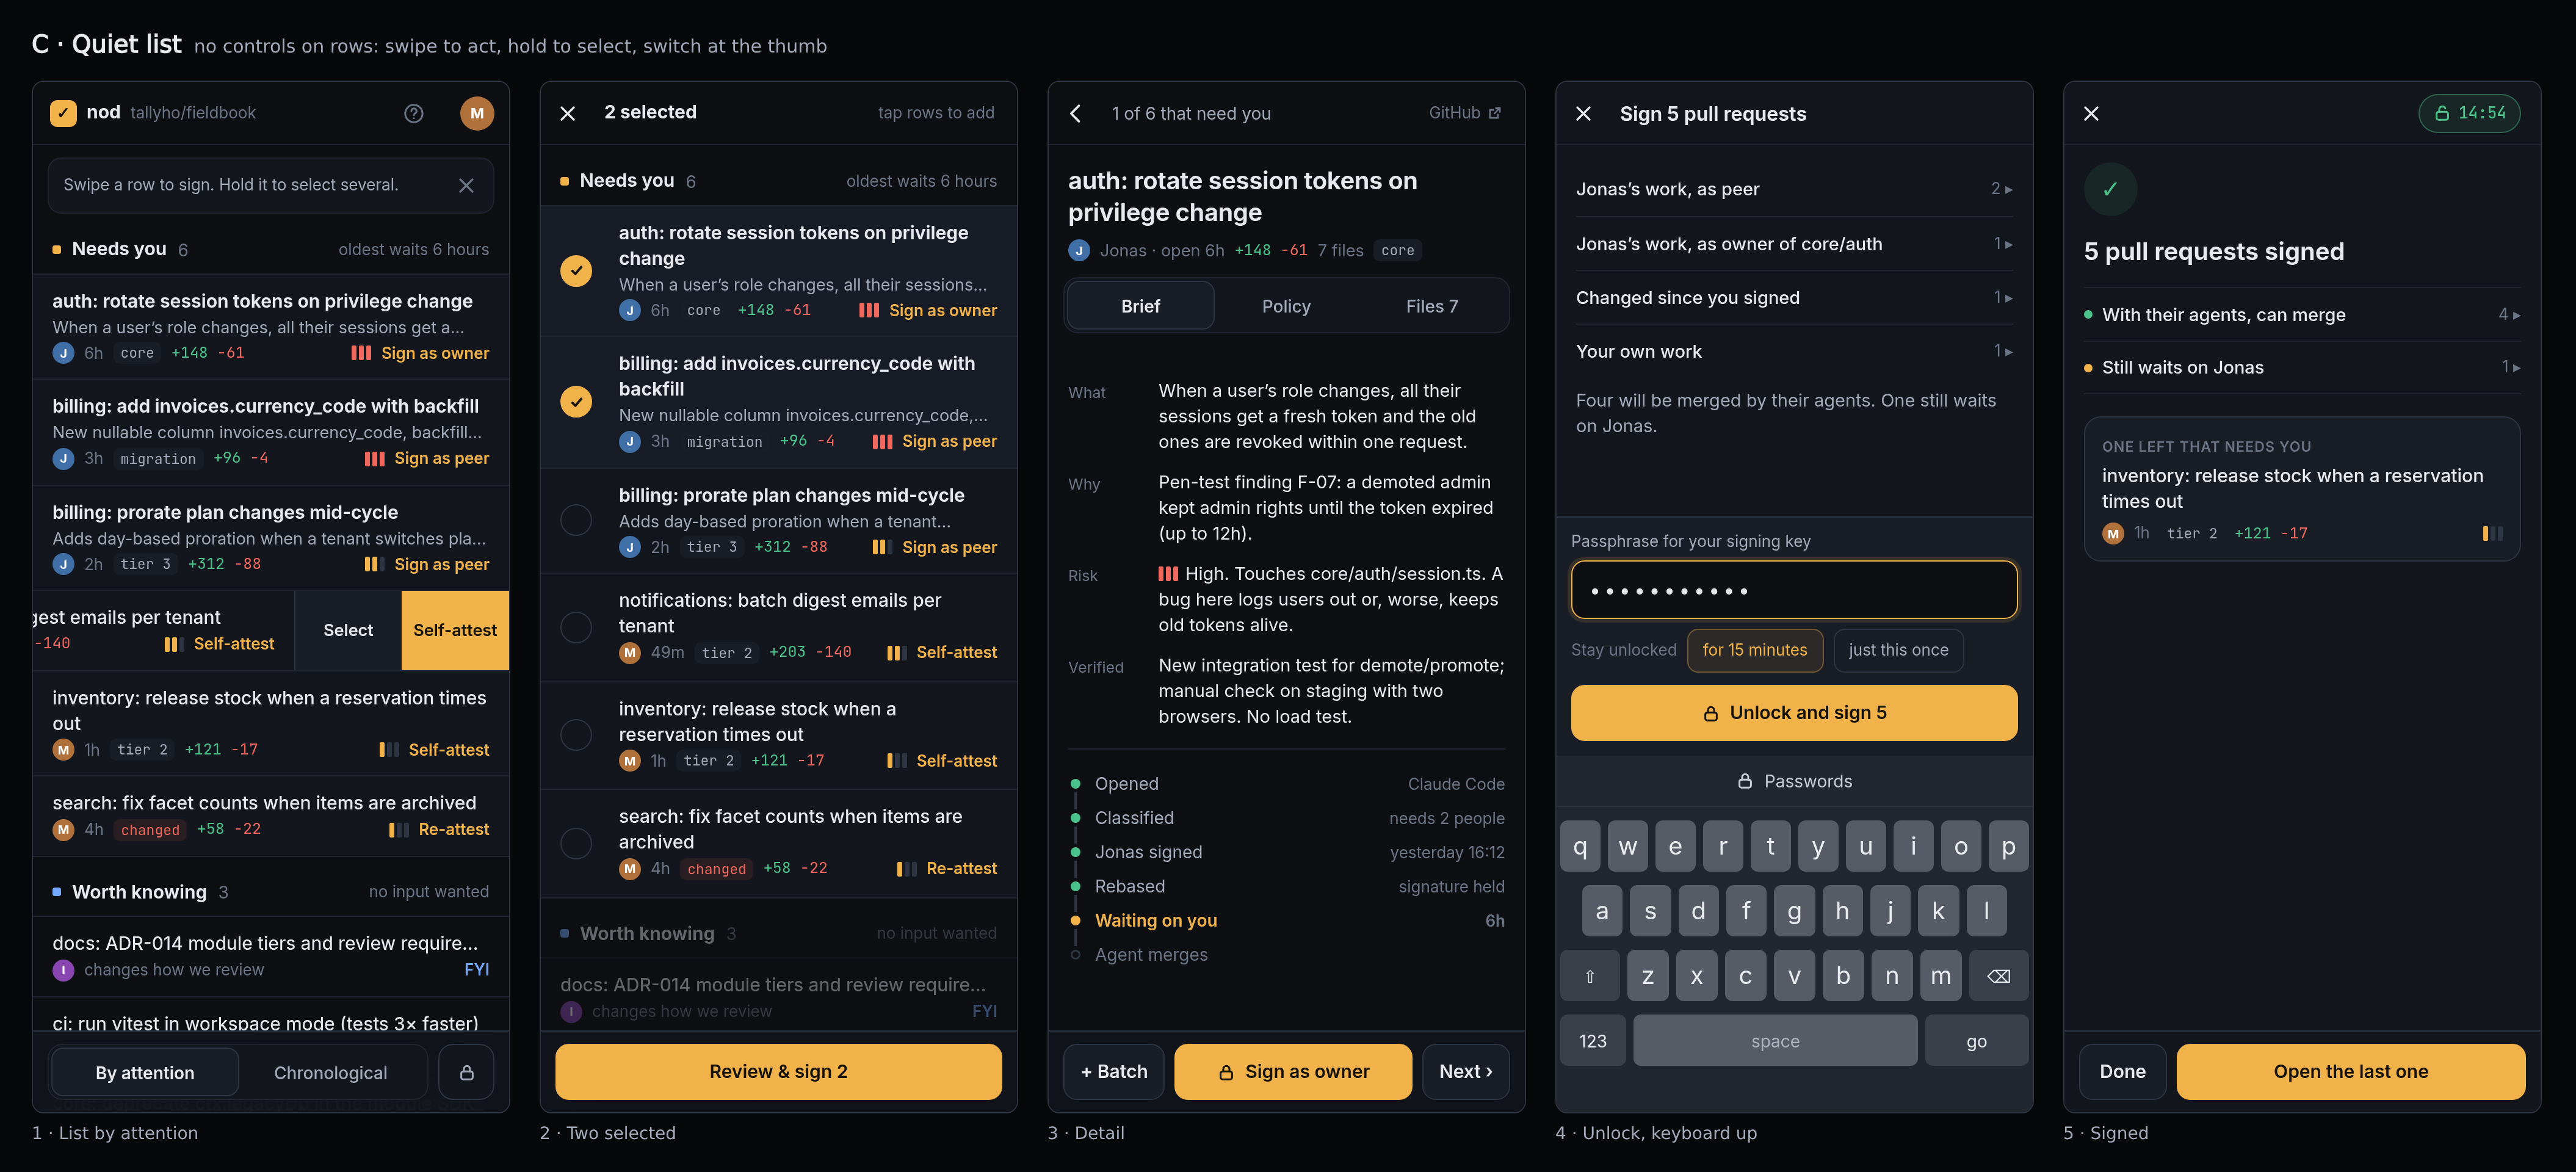 C · Quiet list no controls on rows: swipe to act, hold to select, switch at the thumb
✓ nod tallyho/fieldbook M
Swipe a row to sign. Hold it to select several.
Needs you 6 oldest waits 6 hours
auth: rotate session tokens on privilege change
When a user’s role changes, all their sessions get a...
J 6h core +148 -61 Sign as owner
billing: add invoices.currency_code with backfill
New nullable column invoices.currency_code, backfill...
J 3h migration +96 -4 Sign as peer
billing: prorate plan changes mid-cycle
Adds day-based proration when a tenant switches pla...
J 2h tier 3 +312 -88 Sign as peer
gest emails per tenant
-140 Self-attest
Select Self-attest
inventory: release stock when a reservation times
out
M 1h tier 2 +121 -17 Self-attest
search: fix facet counts when items are archived
M 4h changed +58 -22 Re-attest
Worth knowing 3 no input wanted
docs: ADR-014 module tiers and review require...
I changes how we review FYI
ci: run vitest in workspace mode (tests 3× faster)
By attention Chronological
1 · List by attention
2 selected tap rows to add
Needs you 6 oldest waits 6 hours
auth: rotate session tokens on privilege
change
When a user’s role changes, all their sessions...
J 6h core +148 -61 Sign as owner
billing: add invoices.currency_code with
backfill
New nullable column invoices.currency_code,...
J 3h migration +96 -4 Sign as peer
billing: prorate plan changes mid-cycle
Adds day-based proration when a tenant...
J 2h tier 3 +312 -88 Sign as peer
notifications: batch digest emails per
tenant
M 49m tier 2 +203 -140 Self-attest
inventory: release stock when a
reservation times out
M 1h tier 2 +121 -17 Self-attest
search: fix facet counts when items are
archived
M 4h changed +58 -22 Re-attest
Worth knowing 3 no input wanted
docs: ADR-014 module tiers and review require...
I changes how we review FYI
Review & sign 2
2 · Two selected
1 of 6 that need you GitHub
auth: rotate session tokens on
privilege change
J Jonas · open 6h +148 -61 7 files core
Brief Policy Files 7
What When a user’s role changes, all their
sessions get a fresh token and the old
ones are revoked within one request.
Why Pen-test finding F-07: a demoted admin
kept admin rights until the token expired
(up to 12h).
Risk High. Touches core/auth/session.ts. A
bug here logs users out or, worse, keeps
old tokens alive.
Verified New integration test for demote/promote;
manual check on staging with two
browsers. No load test.
Opened Claude Code
Classified needs 2 people
Jonas signed yesterday 16:12
Rebased signature held
Waiting on you 6h
Agent merges
+ Batch Sign as owner Next ›
3 · Detail
Sign 5 pull requests
Jonas’s work, as peer 2 ▸
Jonas’s work, as owner of core/auth 1 ▸
Changed since you signed 1 ▸
Your own work 1 ▸
Four will be merged by their agents. One still waits
on Jonas.
Passphrase for your signing key
Stay unlocked for 15 minutes just this once
Unlock and sign 5
Passwords
q w e r t y u i o p
a s d f g h j k l
⇧ z x c v b n m ⌫
123 space go
4 · Unlock, keyboard up
14:54
✓
5 pull requests signed
With their agents, can merge 4 ▸
Still waits on Jonas 1 ▸
ONE LEFT THAT NEEDS YOU
inventory: release stock when a reservation
times out
M 1h tier 2 +121 -17
Done Open the last one
5 · Signed